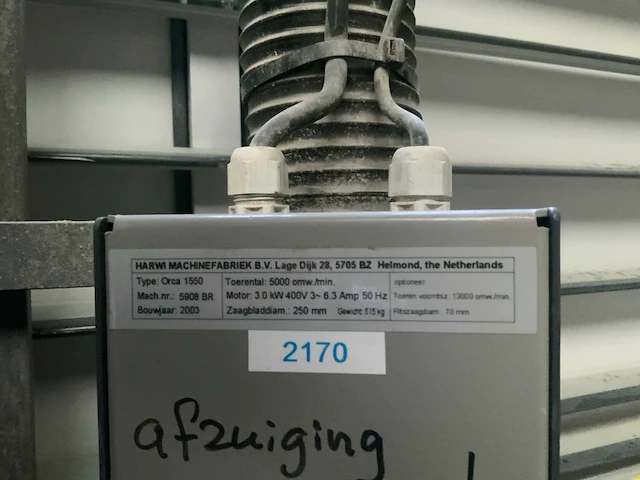 HARWI MACHINEFABRIEK B.V. Lage Dijk 28, 5705 BZ Helmond, the Netherlands
Type: Orca 1550 Toerental: 5000 omw./min. optioneel:
Mach.nr.: 5908 BR Motor: 3.0 kW 400V 3~ 6.3 Amp 50 Hz Toeren voorritsz.: 13000 omw./min.
Bouwjaar: 2003 Zaagbladdiam.: 250 mm Gewicht: 515 kg Ritszaagdiam.: 70 mm
2170
afzuiging